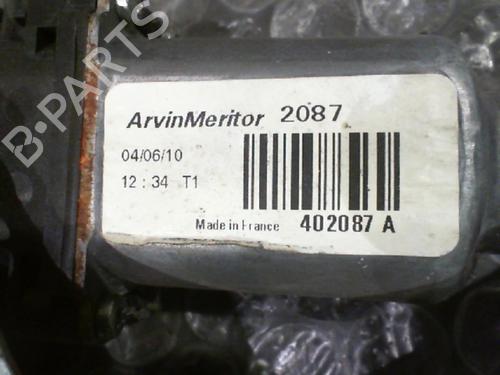 B-PARTS
ArvinMeritor 2087
04/06/10
12 : 34 T1
Made in France 402087 A